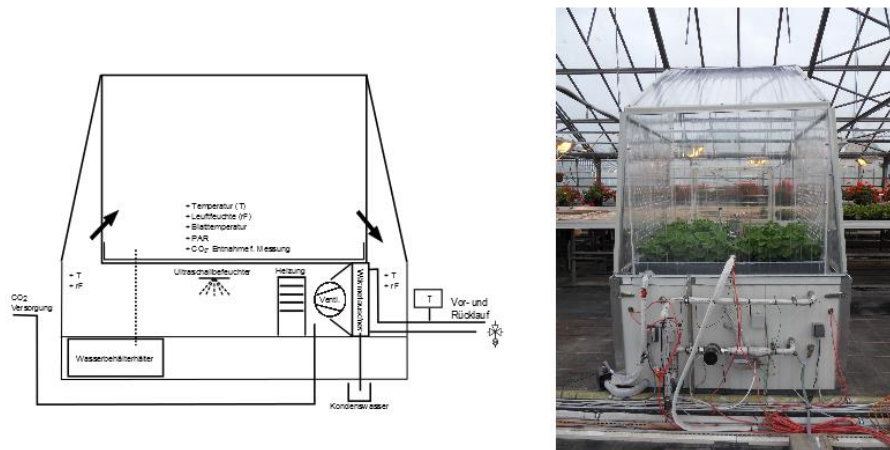 + Temperatur (T)
+ Leuftfeuchte (rF)
+ Blatttemperatur
+ PAR
+ CO2- Entnahme f. Messung
+ T
+ rF
Ultraschallbefeuchter
Heizung
Venti.
Wärmetauscher
+ T
+ rF
T
Vor- und
Rücklauf
CO2
Versorgung
Wasserbehälterhälter
Kondenswasser